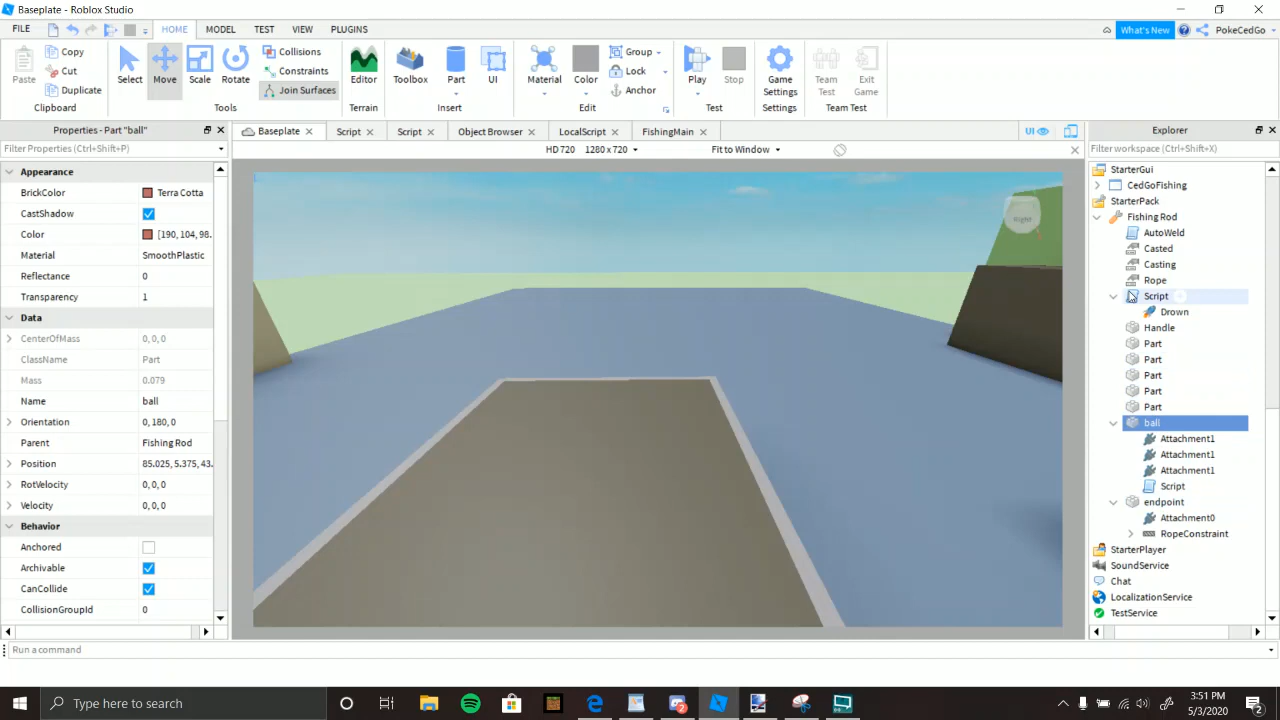 Baseplate - Roblox Studio
FILE HOME MODEL TEST VIEW PLUGINS What's New PokeCedGo
Paste Copy Cut Duplicate Clipboard
Select Move Scale Rotate Collisions Constraints Join Surfaces Tools
Editor Terrain
Toolbox Part UI Insert
Material Color Group Lock Anchor Edit
Play Stop Test
Game Settings Settings
Team Test Exit Game Team Test
Properties - Part "ball"
Filter Properties (Ctrl+Shift+P)
Appearance
BrickColor Terra Cotta
CastShadow
Color [190, 104, 98.
Material SmoothPlastic
Reflectance 0
Transparency 1
Data
CenterOfMass 0, 0, 0
ClassName Part
Mass 0.079
Name ball
Orientation 0, 180, 0
Parent Fishing Rod
Position 85.025, 5.375, 43.
RotVelocity 0, 0, 0
Velocity 0, 0, 0
Behavior
Anchored
Archivable
CanCollide
CollisionGroupId 0
Baseplate Script Script Object Browser LocalScript FishingMain UI
HD 720 1280 x 720 Fit to Window
Right
Explorer
Filter workspace (Ctrl+Shift+X)
StarterGui
CedGoFishing
StarterPack
Fishing Rod
AutoWeld
Casted
Casting
Rope
Script
Drown
Handle
Part
Part
Part
Part
Part
ball
Attachment1
Attachment1
Attachment1
Script
endpoint
Attachment0
RopeConstraint
StarterPlayer
SoundService
Chat
LocalizationService
TestService
Run a command
Type here to search
3:51 PM
5/3/2020
2